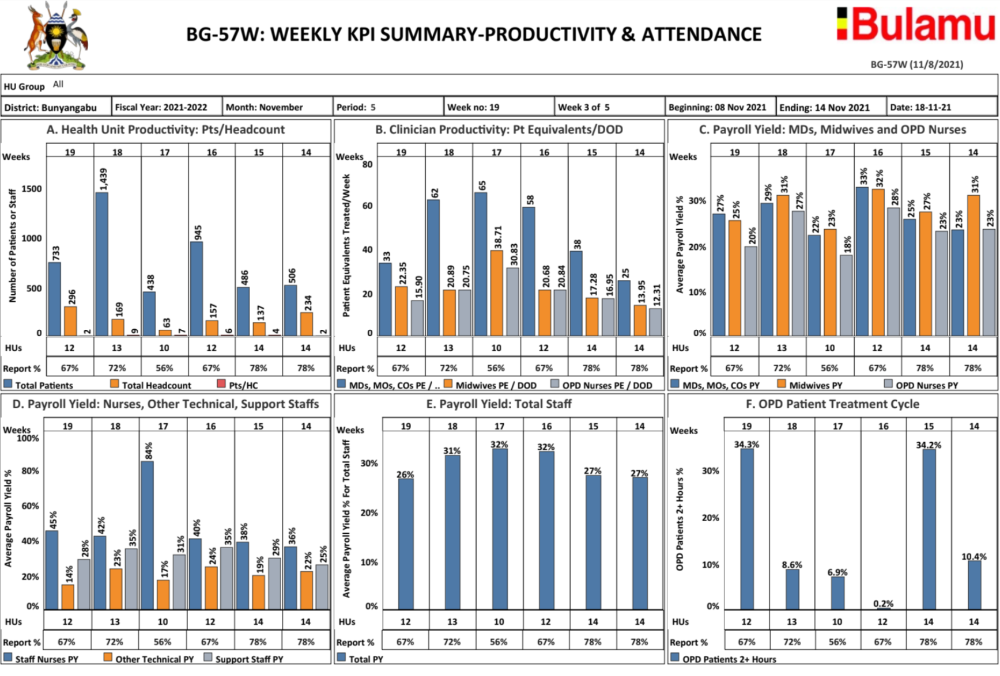 BG-57W: WEEKLY KPI SUMMARY-PRODUCTIVITY & ATTENDANCE
Bulamu
BG-57W (11/8/2021)
HU Group All
District: Bunyangabu Fiscal Year: 2021-2022 Month: November Period: 5 Week no: 19 Week 3 of 5 Beginning: 08 Nov 2021 Ending: 14 Nov 2021 Date: 18-11-21
A. Health Unit Productivity: Pts/Headcount
Weeks 19 18 17 16 15 14
Number of Patients or Staff
1500
1000
500
0
733 296 2
1,439 169 9
438 63 7
945 157 6
486 137 4
506 234 2
HUs 12 13 10 12 14 14
Report % 67% 72% 56% 67% 78% 78%
Total Patients Total Headcount Pts/HC
B. Clinician Productivity: Pt Equivalents/DOD
Weeks 19 18 17 16 15 14
Patient Equivalents Treated/Week
80
60
40
20
0
33 22.35 15.90
62 20.89 20.75
65 38.71 30.83
58 20.68 20.84
38 17.28 16.95
25 13.95 12.31
HUs 12 13 10 12 14 14
Report % 67% 72% 56% 67% 78% 78%
MDs, MOs, COs PE / .. Midwives PE / DOD OPD Nurses PE / DOD
C. Payroll Yield: MDs, Midwives and OPD Nurses
Weeks 19 18 17 16 15 14
Average Payroll Yield %
30%
20%
10%
0%
27% 25% 20%
29% 31% 27%
22% 23% 18%
33% 32% 28%
25% 27% 23%
23% 31% 23%
HUs 12 13 10 12 14 14
Report % 67% 72% 56% 67% 78% 78%
MDs, MOs, COs PY Midwives PY OPD Nurses PY
D. Payroll Yield: Nurses, Other Technical, Support Staffs
Weeks 19 18 17 16 15 14
Average Payroll Yield %
100%
80%
60%
40%
20%
0%
45% 14% 28%
42% 23% 35%
84% 17% 31%
40% 24% 35%
38% 19% 29%
36% 22% 25%
HUs 12 13 10 12 14 14
Report % 67% 72% 56% 67% 78% 78%
Staff Nurses PY Other Technical PY Support Staff PY
E. Payroll Yield: Total Staff
Weeks 19 18 17 16 15 14
Average Payroll Yield % For Total Staff
30%
20%
10%
0%
26% 31% 32% 32% 27% 27%
HUs 12 13 10 12 14 14
Report % 67% 72% 56% 67% 78% 78%
Total PY
F. OPD Patient Treatment Cycle
Weeks 19 18 17 16 15 14
OPD Patients 2+ Hours %
30%
20%
10%
0%
34.3% 8.6% 6.9% 0.2% 34.2% 10.4%
HUs 12 13 10 12 14 14
Report % 67% 72% 56% 67% 78% 78%
OPD Patients 2+ Hours